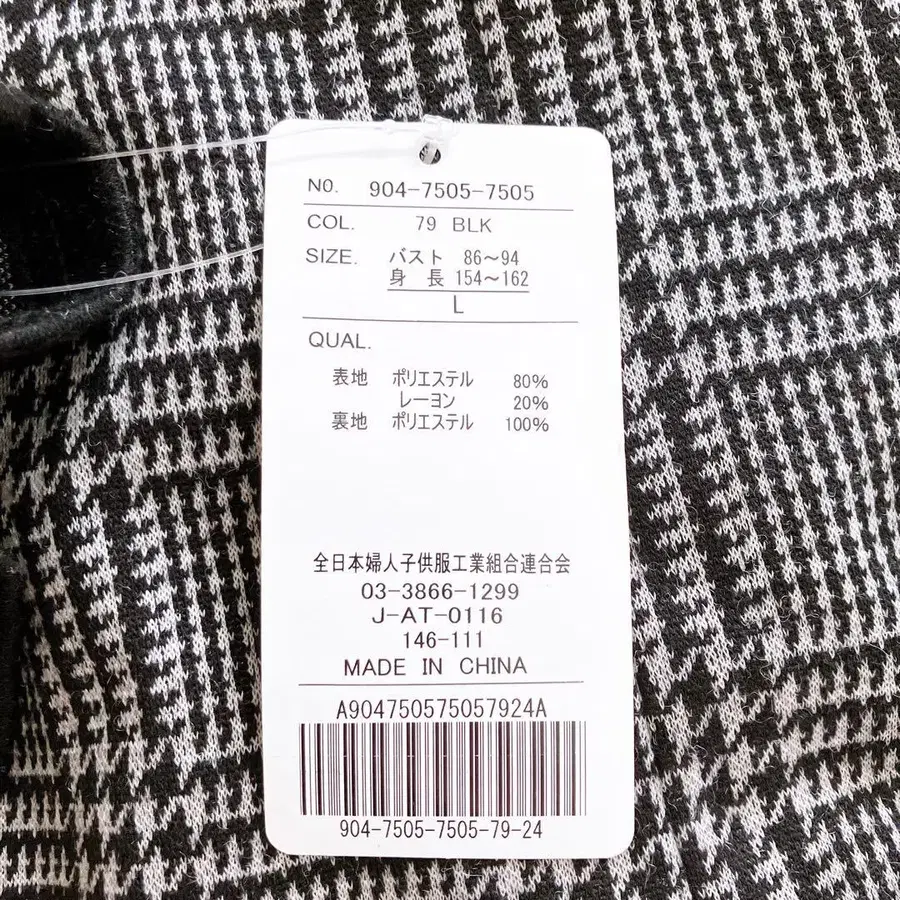 NO. 904-7505-7505
COL. 79 BLK
SIZE. バスト 86～94
身長 154～162
L
QUAL.
表地 ポリエステル 80%
レーヨン 20%
裏地 ポリエステル 100%
全日本婦人子供服工業組合連合会
03-3866-1299
J-AT-0116
146-111
MADE IN CHINA
A904750575057924A
904-7505-7505-79-24